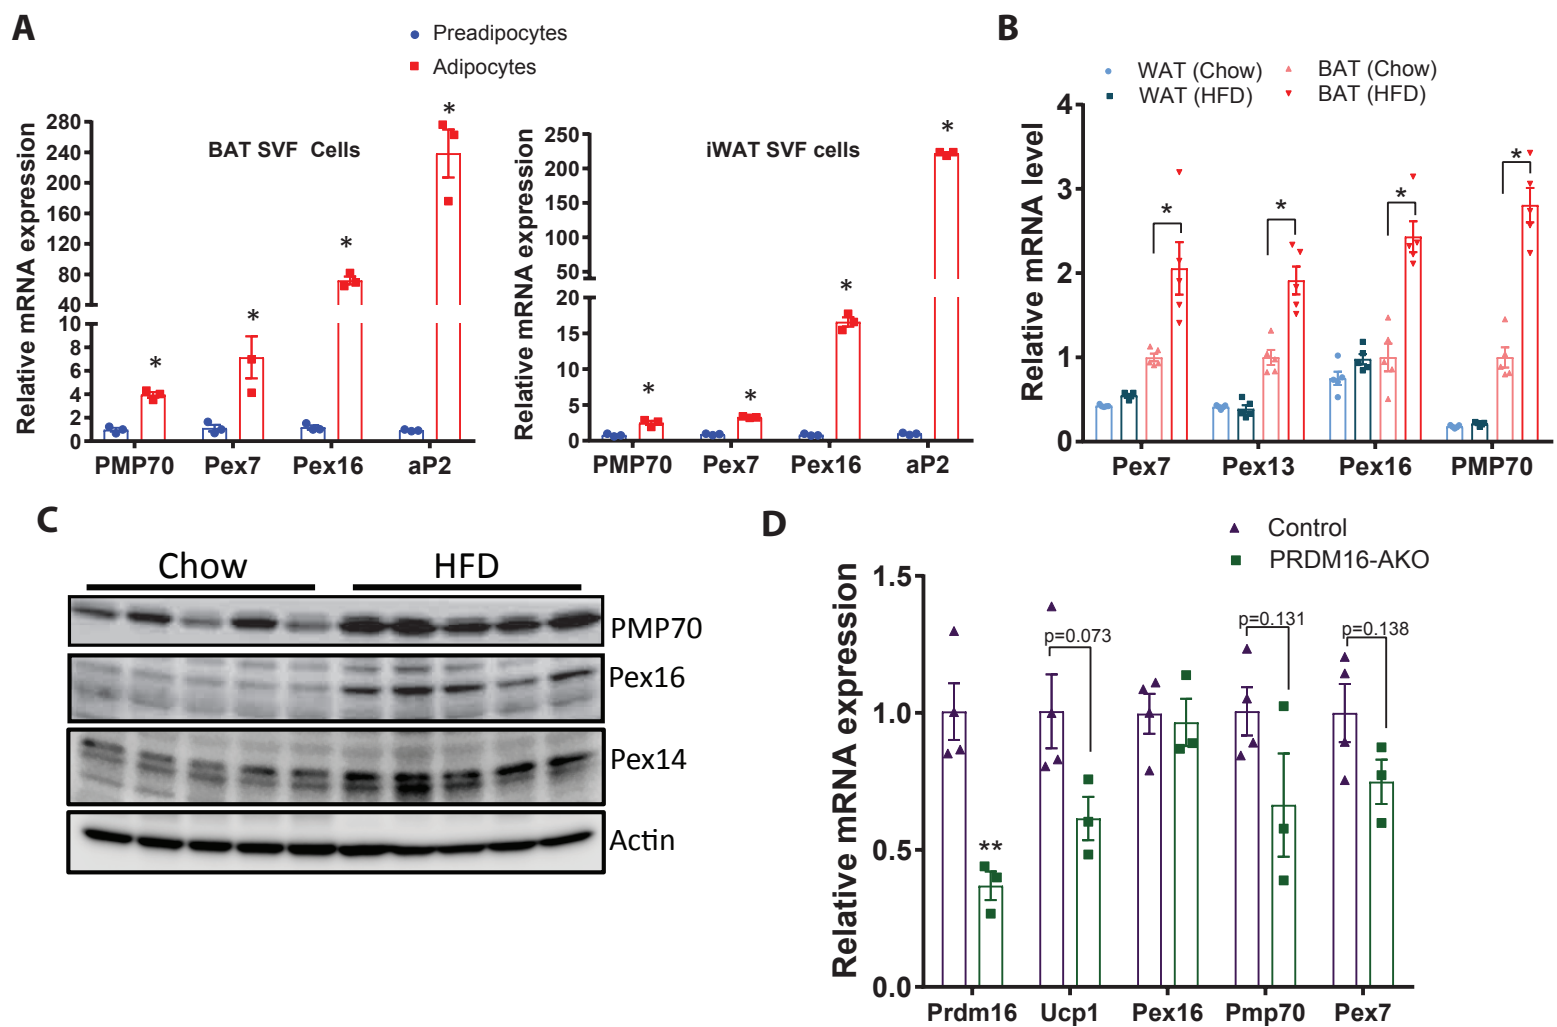 A
Preadipocytes
Adipocytes
Relative mRNA expression
280
240
200
160
120
80
40
10
8
6
4
2
0
BAT SVF Cells
*
*
*
*
PMP70 Pex7 Pex16 aP2
Relative mRNA expression
250
200
150
100
50
20
15
10
5
0
iWAT SVF cells
*
*
*
*
PMP70 Pex7 Pex16 aP2
B
WAT (Chow) BAT (Chow)
WAT (HFD) BAT (HFD)
Relative mRNA level
4
3
2
1
0
*
*
*
*
Pex7 Pex13 Pex16 PMP70
C
Chow HFD
PMP70
Pex16
Pex14
Actin
D
Control
PRDM16-AKO
Relative mRNA expression
1.5
1.0
0.5
0.0
**
p=0.073
p=0.131
p=0.138
Prdm16 Ucp1 Pex16 Pmp70 Pex7